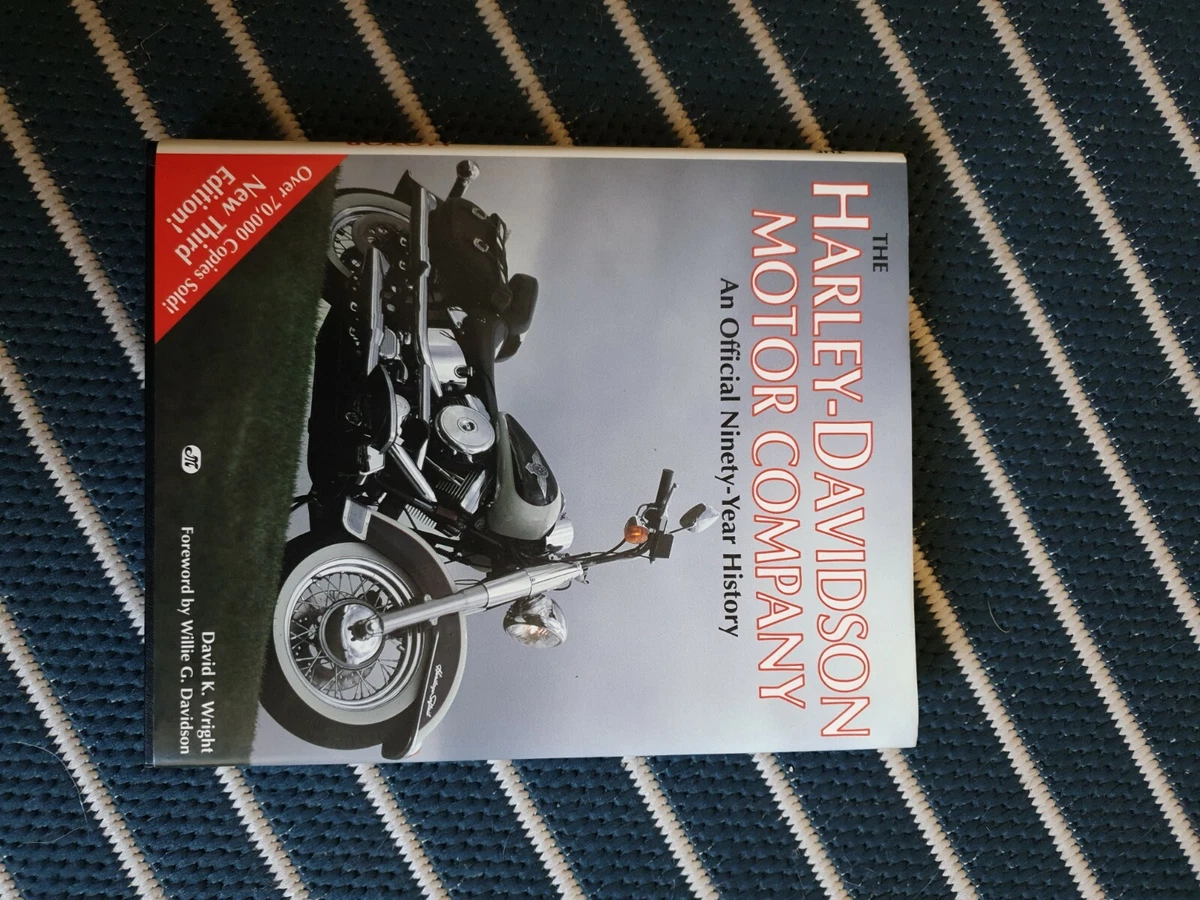 THE
HARLEY-DAVIDSON
MOTOR COMPANY
An Official Ninety-Year History
Over 70,000 Copies Sold!
New Third
Edition!
David K. Wright
Foreword by Willie G. Davidson